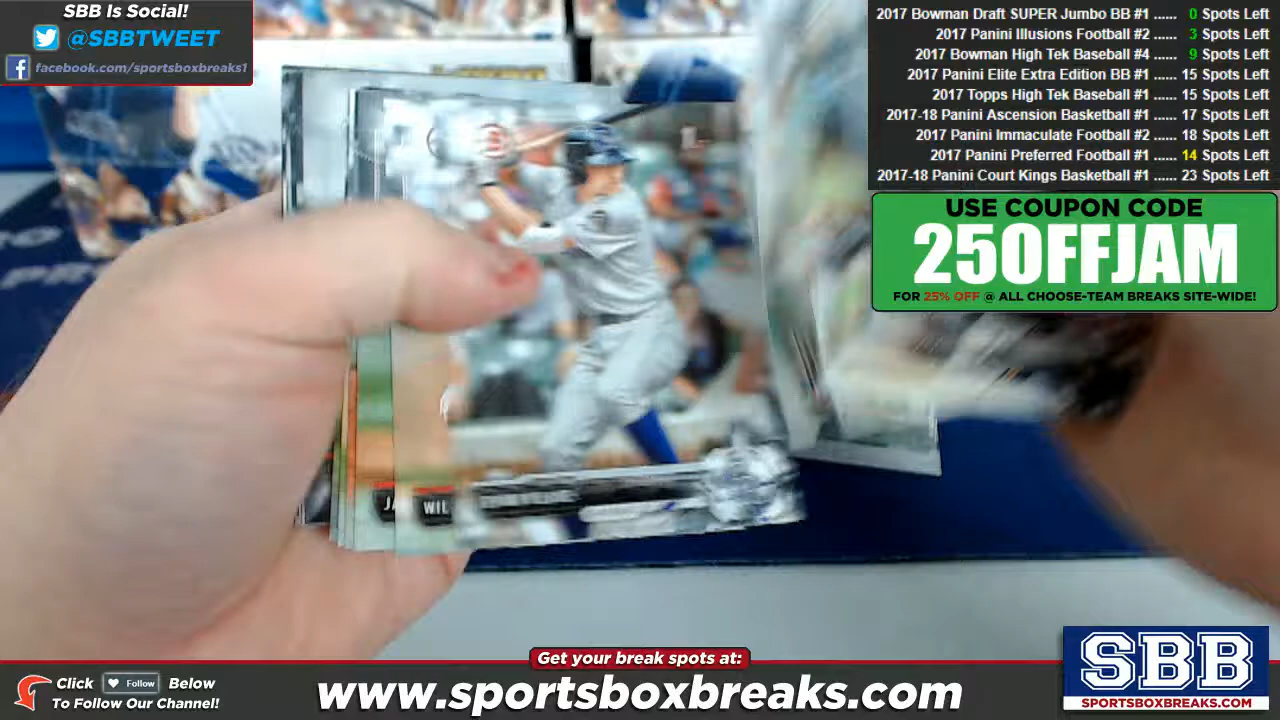 SBB Is Social!
@SBBTWEET
facebook.com/sportsboxbreaks1
2017 Bowman Draft SUPER Jumbo BB #1 ...... 0 Spots Left
2017 Panini Illusions Football #2 ...... 3 Spots Left
2017 Bowman High Tek Baseball #4 ...... 9 Spots Left
2017 Panini Elite Extra Edition BB #1 ...... 15 Spots Left
2017 Topps High Tek Baseball #1 ...... 15 Spots Left
2017-18 Panini Ascension Basketball #1 ...... 17 Spots Left
2017 Panini Immaculate Football #2 ...... 18 Spots Left
2017 Panini Preferred Football #1 ...... 14 Spots Left
2017-18 Panini Court Kings Basketball #1 ...... 23 Spots Left
USE COUPON CODE
25OFFJAM
FOR 25% OFF @ ALL CHOOSE-TEAM BREAKS SITE-WIDE!
WIL
Get your break spots at:
Click Follow Below
To Follow Our Channel!
www.sportsboxbreaks.com
SBB
SPORTSBOXBREAKS.COM